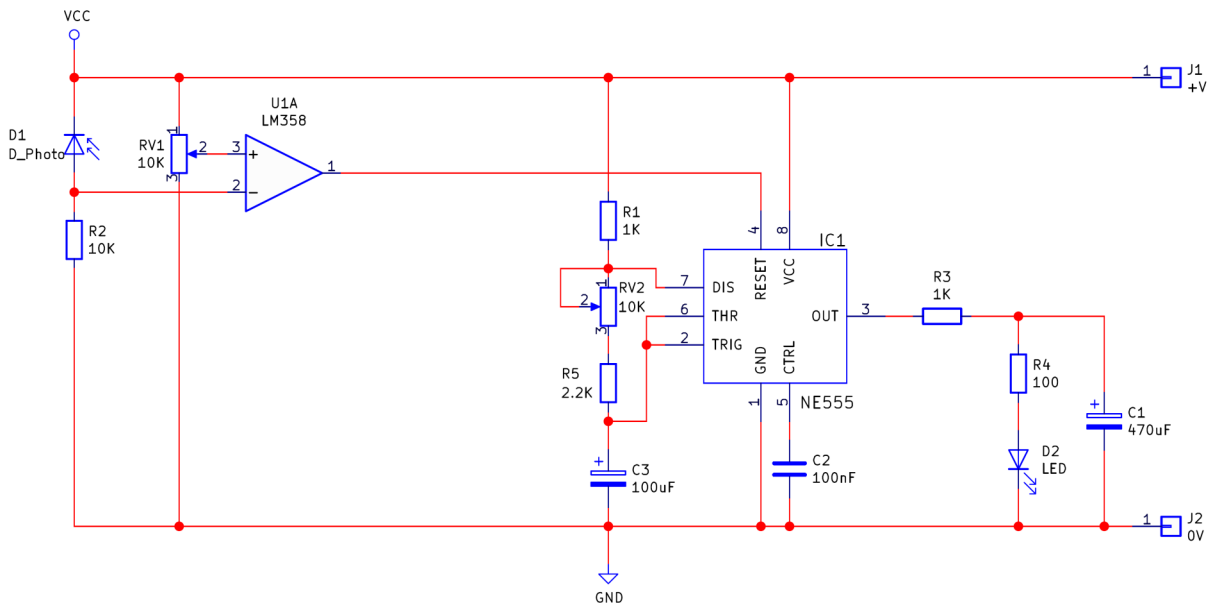 VCC
1
J1
+V
U1A
LM358
D1
D_Photo
RV1
10K
1
2
3
3
+
2
−
1
R2
10K
R1
1K
4
8
IC1
RESET
VCC
7
DIS
6
THR
2
TRIG
OUT
3
GND
CTRL
1
5
NE555
1
RV2
2
10K
3
R5
2.2K
R3
1K
R4
100
D2
LED
+
C1
470uF
+
C3
100uF
C2
100nF
1
J2
0V
GND